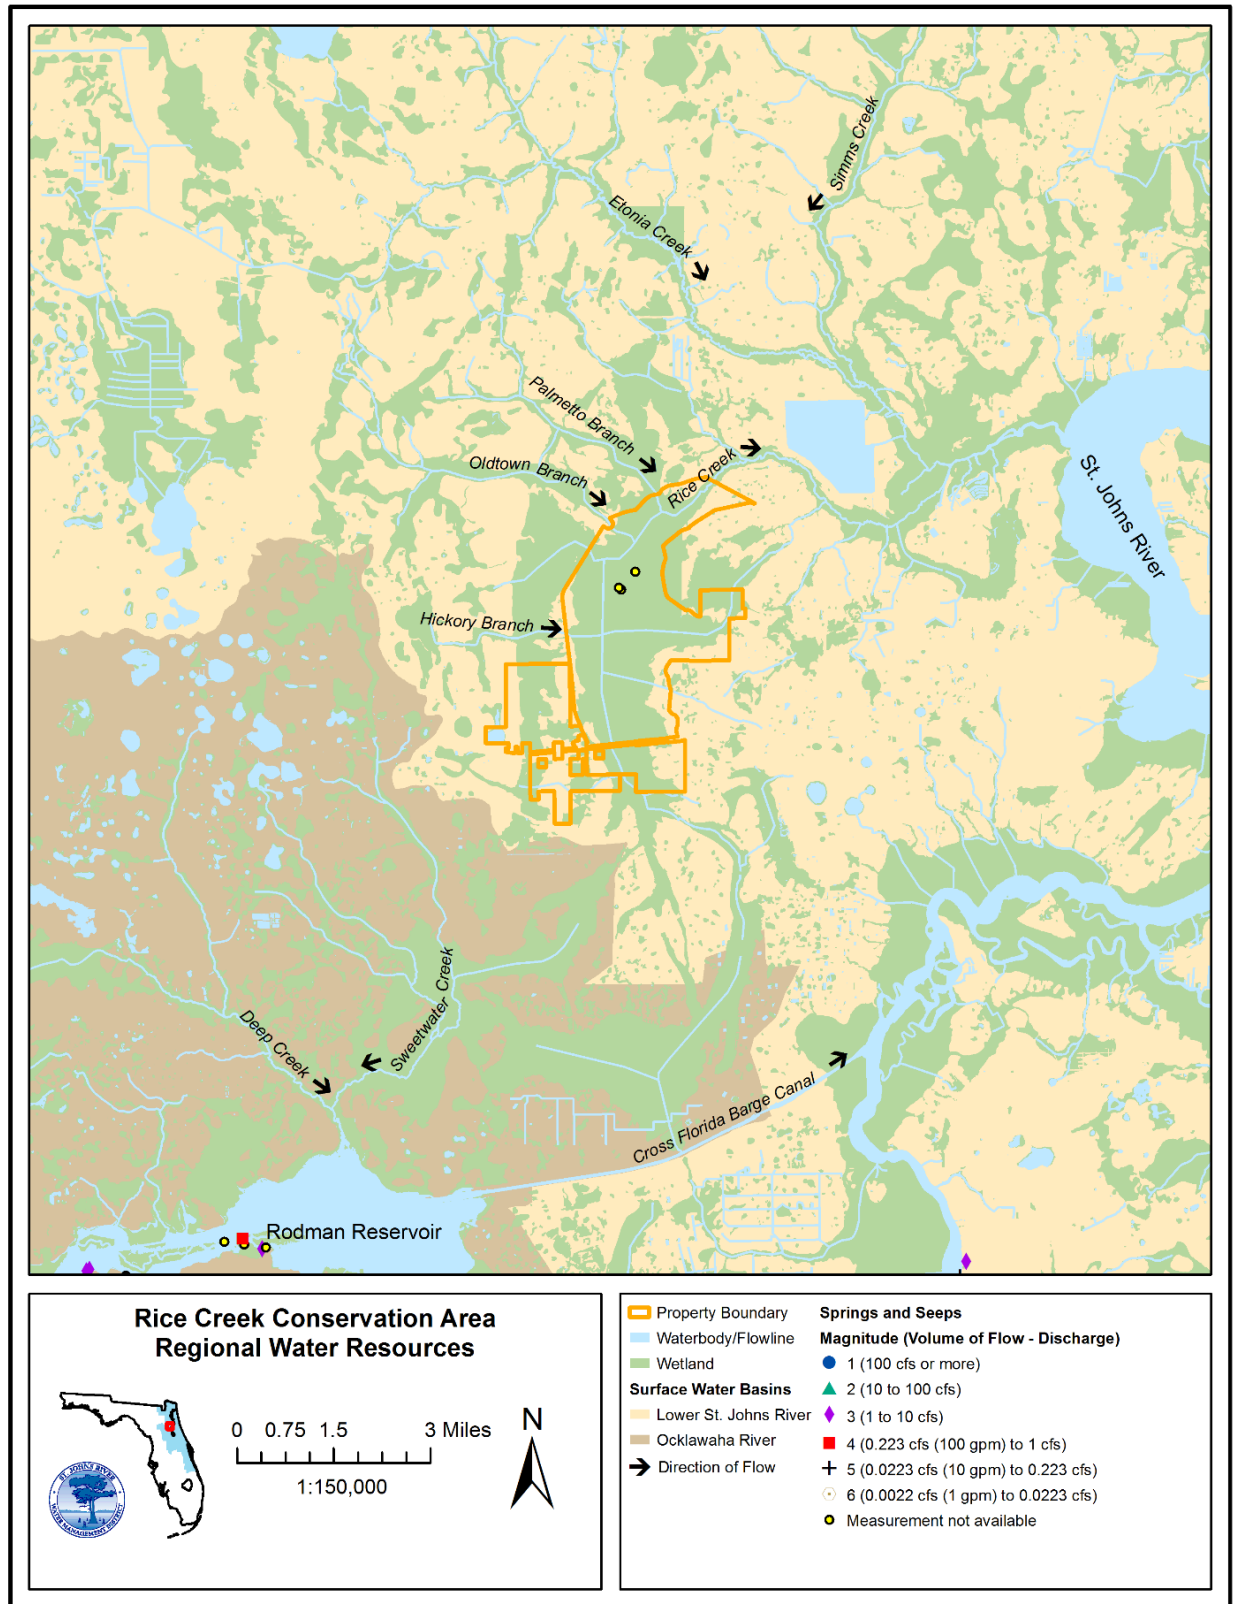 Simms Creek
Etonia Creek
Palmetto Branch
Oldtown Branch
Rice Creek
St. Johns River
Hickory Branch
Sweetwater Creek
Deep Creek
Cross Florida Barge Canal
Rodman Reservoir
Rice Creek Conservation Area
Regional Water Resources
0 0.75 1.5 3 Miles
1:150,000
N
ST. JOHNS RIVER
WATER MANAGEMENT DISTRICT
Property Boundary
Waterbody/Flowline
Wetland
Surface Water Basins
Lower St. Johns River
Ocklawaha River
Direction of Flow
Springs and Seeps
Magnitude (Volume of Flow - Discharge)
1 (100 cfs or more)
2 (10 to 100 cfs)
3 (1 to 10 cfs)
4 (0.223 cfs (100 gpm) to 1 cfs)
5 (0.0223 cfs (10 gpm) to 0.223 cfs)
6 (0.0022 cfs (1 gpm) to 0.0223 cfs)
Measurement not available